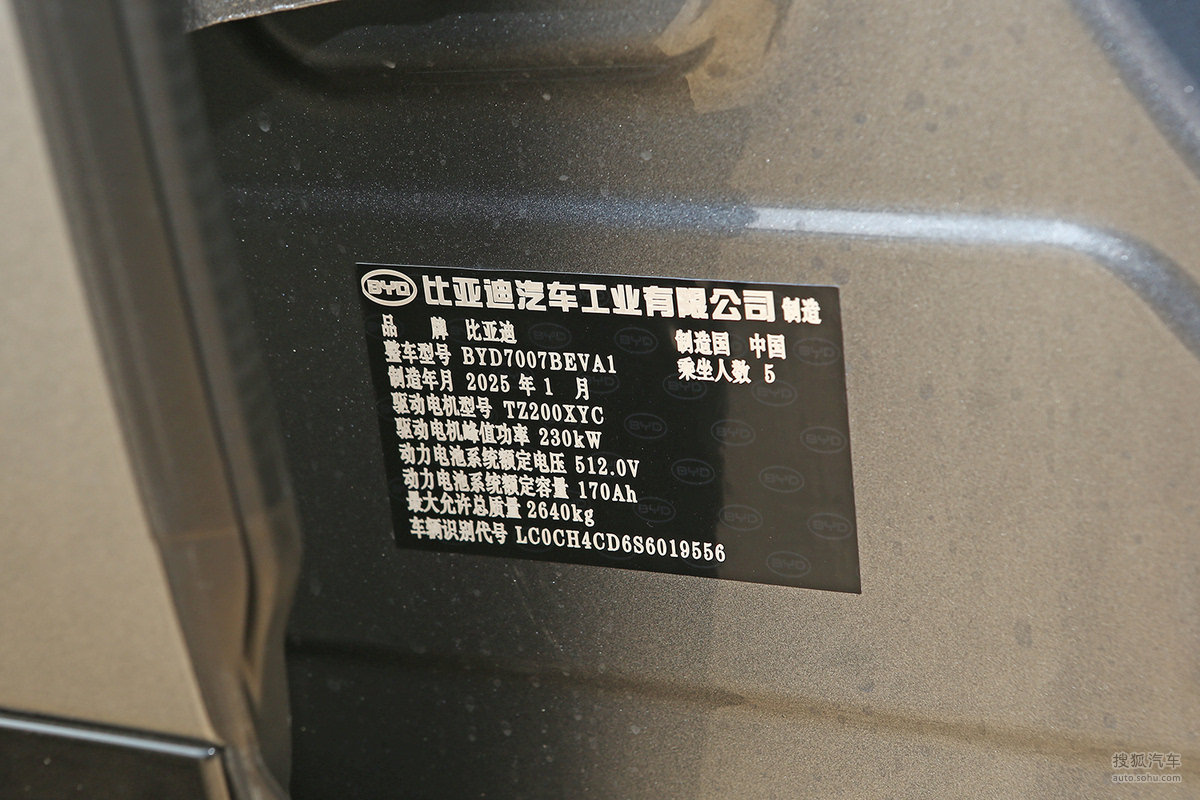 BYD 比亚迪汽车工业有限公司 制造
品 牌 比亚迪 制造国 中国
整车型号 BYD7007BEVA1 乘坐人数 5
制造年月 2025 年 1 月
驱动电机型号 TZ200XYC
驱动电机峰值功率 230kW
动力电池系统额定电压 512.0V
动力电池系统额定容量 170Ah
最大允许总质量 2640kg
车辆识别代号 LC0CH4CD6S6019556
搜狐汽车
auto.sohu.com